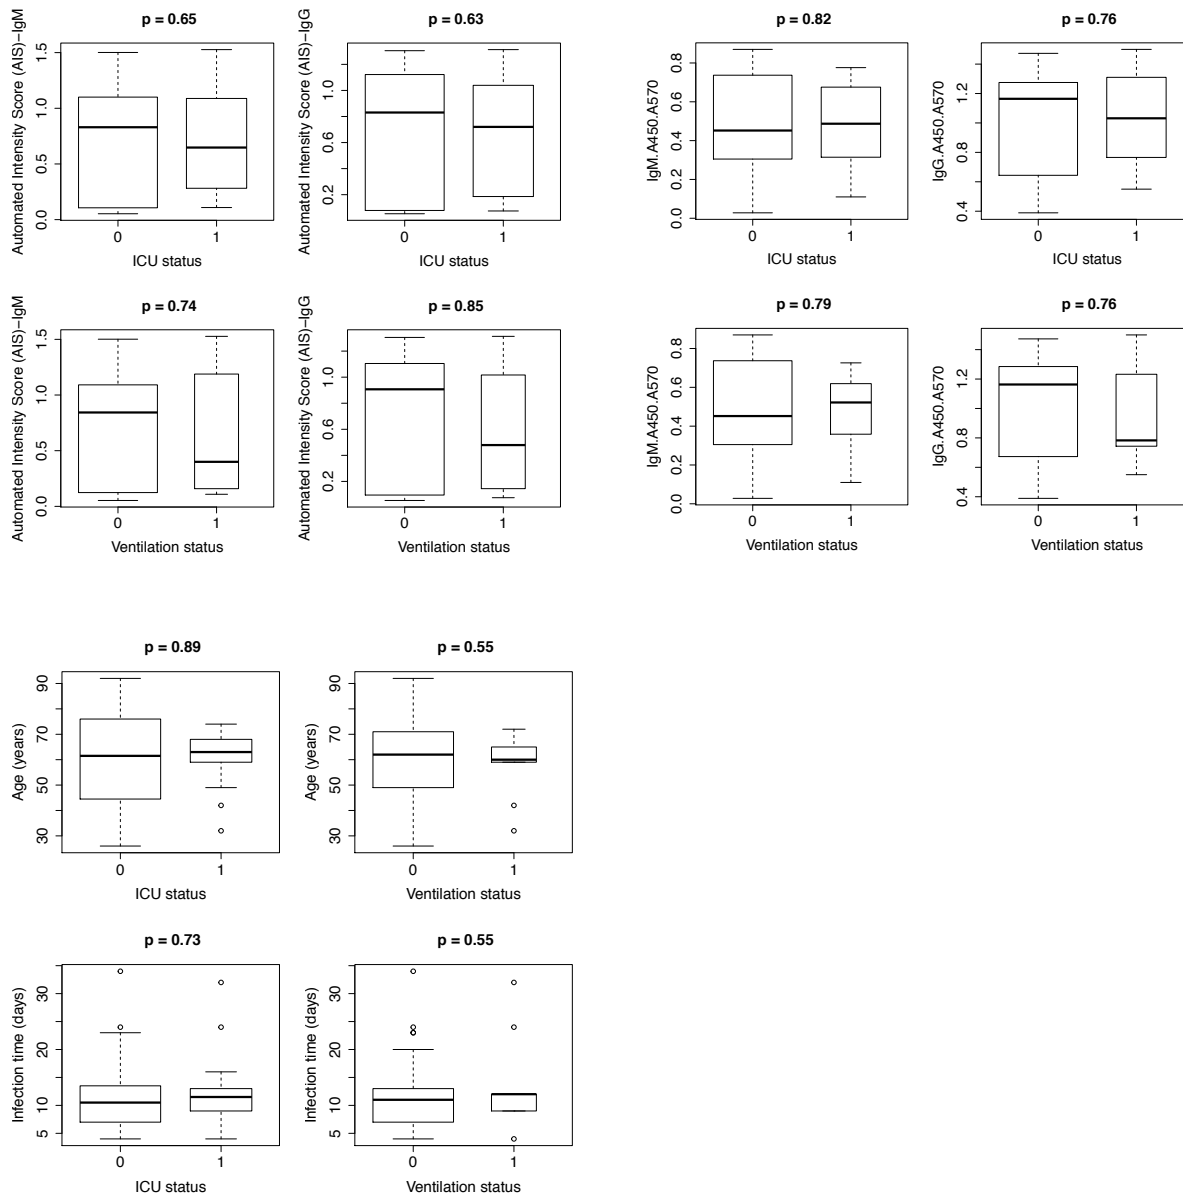 p = 0.65
Automated Intensity Score (AIS)−IgM
1.5
1.0
0.5
0.0
0 1
ICU status
p = 0.63
Automated Intensity Score (AIS)−IgG
1.0
0.6
0.2
0 1
ICU status
p = 0.82
IgM.A450.A570
0.8
0.6
0.4
0.2
0.0
0 1
ICU status
p = 0.76
IgG.A450.A570
1.2
0.8
0.4
0 1
ICU status
p = 0.74
Automated Intensity Score (AIS)−IgM
1.5
1.0
0.5
0.0
0 1
Ventilation status
p = 0.85
Automated Intensity Score (AIS)−IgG
1.0
0.6
0.2
0 1
Ventilation status
p = 0.79
IgM.A450.A570
0.8
0.6
0.4
0.2
0.0
0 1
Ventilation status
p = 0.76
IgG.A450.A570
1.2
0.8
0.4
0 1
Ventilation status
p = 0.89
Age (years)
90
70
50
30
0 1
ICU status
p = 0.55
Age (years)
90
70
50
30
0 1
Ventilation status
p = 0.73
Infection time (days)
30
20
10
5
0 1
ICU status
p = 0.55
Infection time (days)
30
20
10
5
0 1
Ventilation status